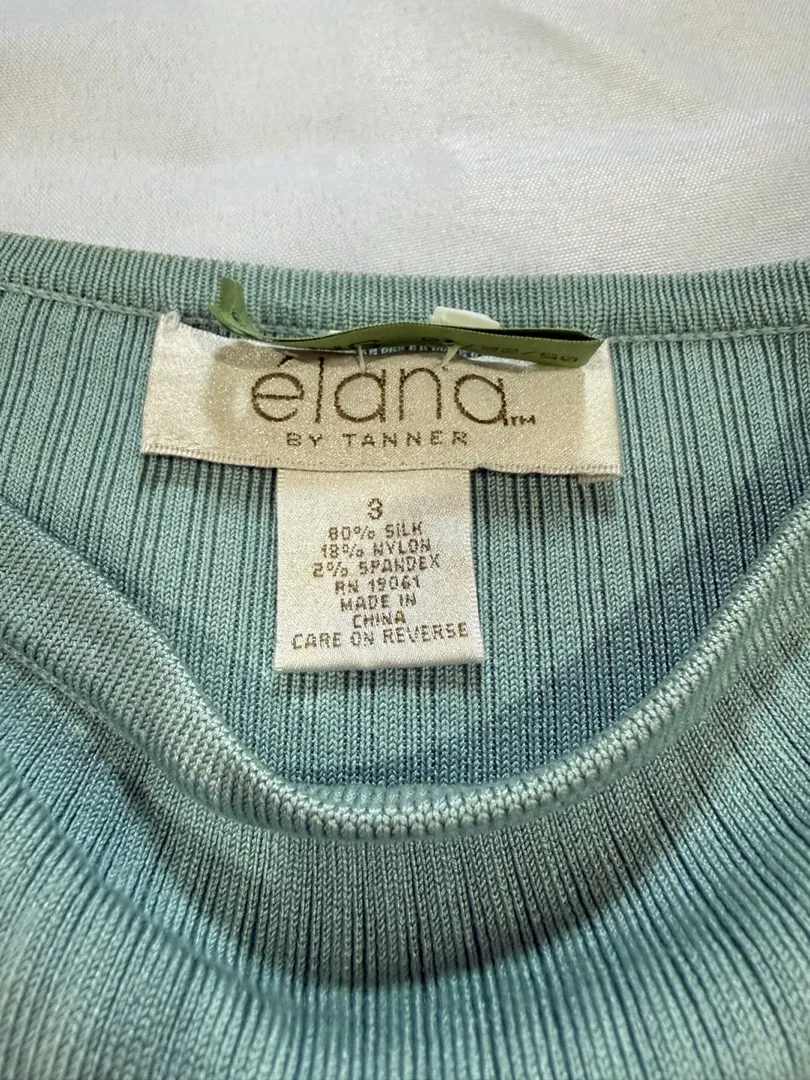 élana™
BY TANNER
3
80% SILK
18% NYLON
2% SPANDEX
RN 19061
MADE IN
CHINA
CARE ON REVERSE